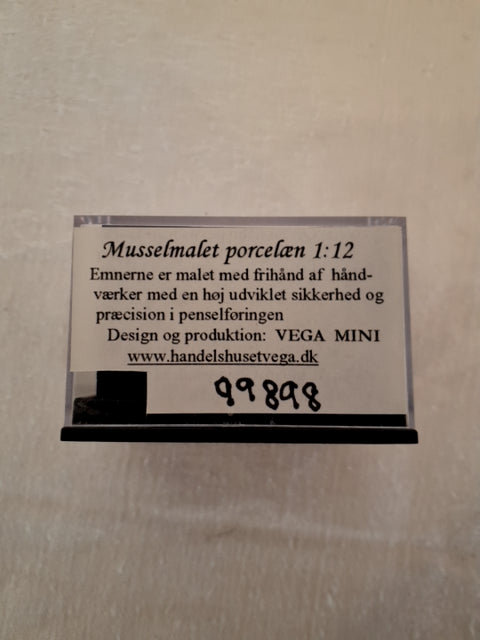 Musselmalet porcelæn 1:12
Emnerne er malet med frihånd af hånd-
værker med en høj udviklet sikkerhed og
præcision i penselføringen
Design og produktion: VEGA MINI
www.handelshusetvega.dk
99898